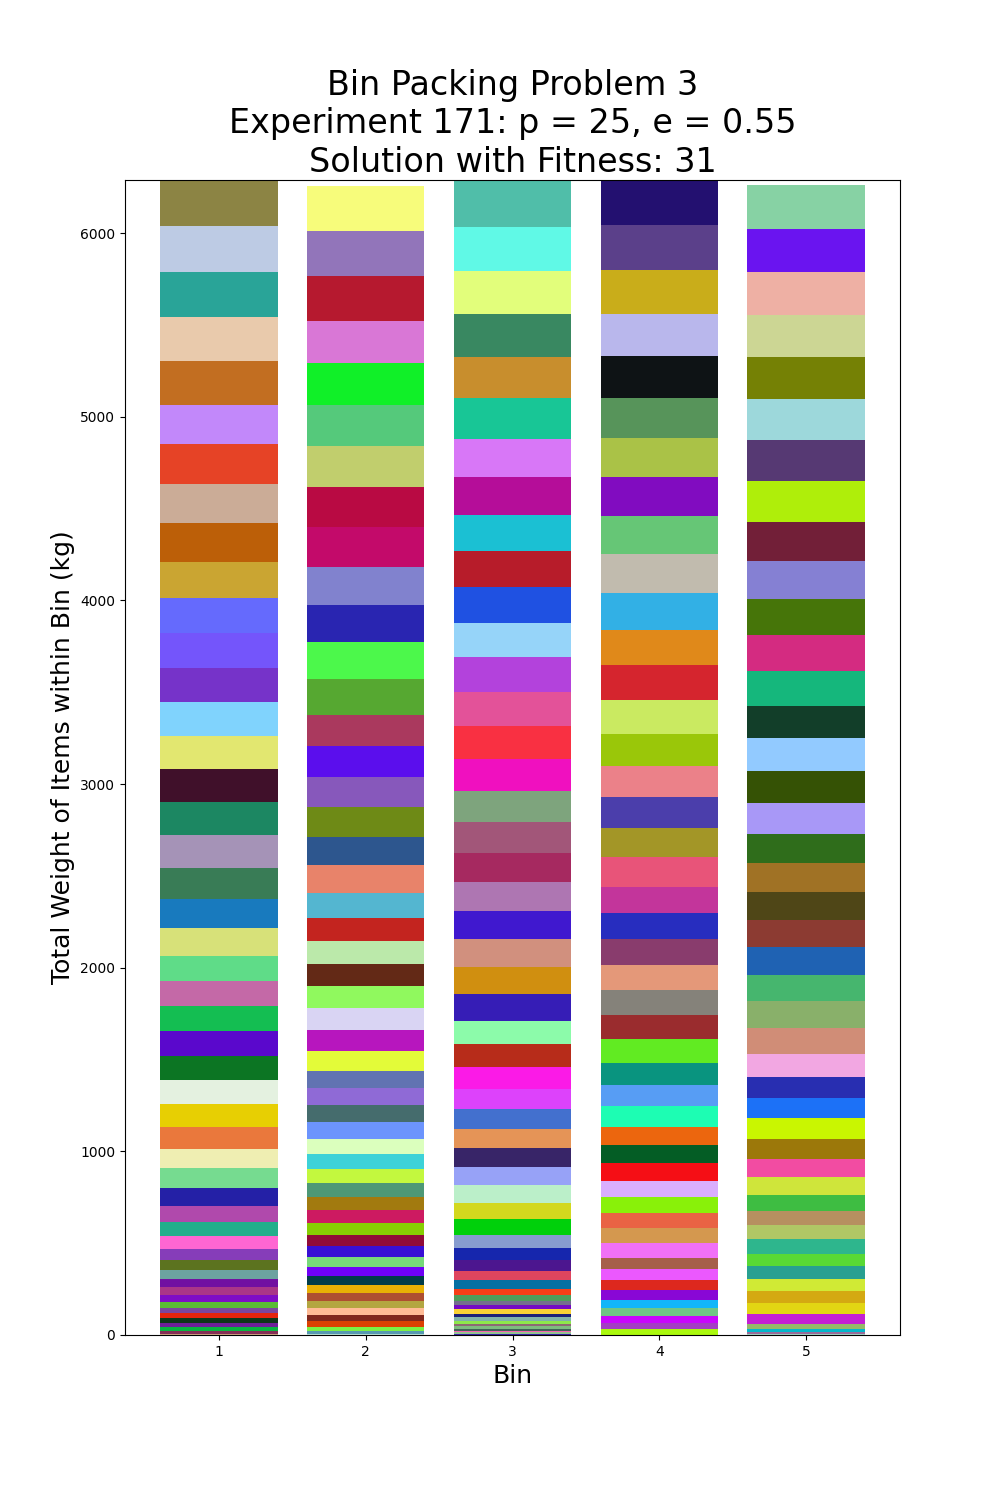 Bin Packing Problem 3
Experiment 171: p = 25, e = 0.55
Solution with Fitness: 31
Total Weight of Items within Bin (kg)
6000
5000
4000
3000
2000
1000
0
1 2 3 4 5
Bin